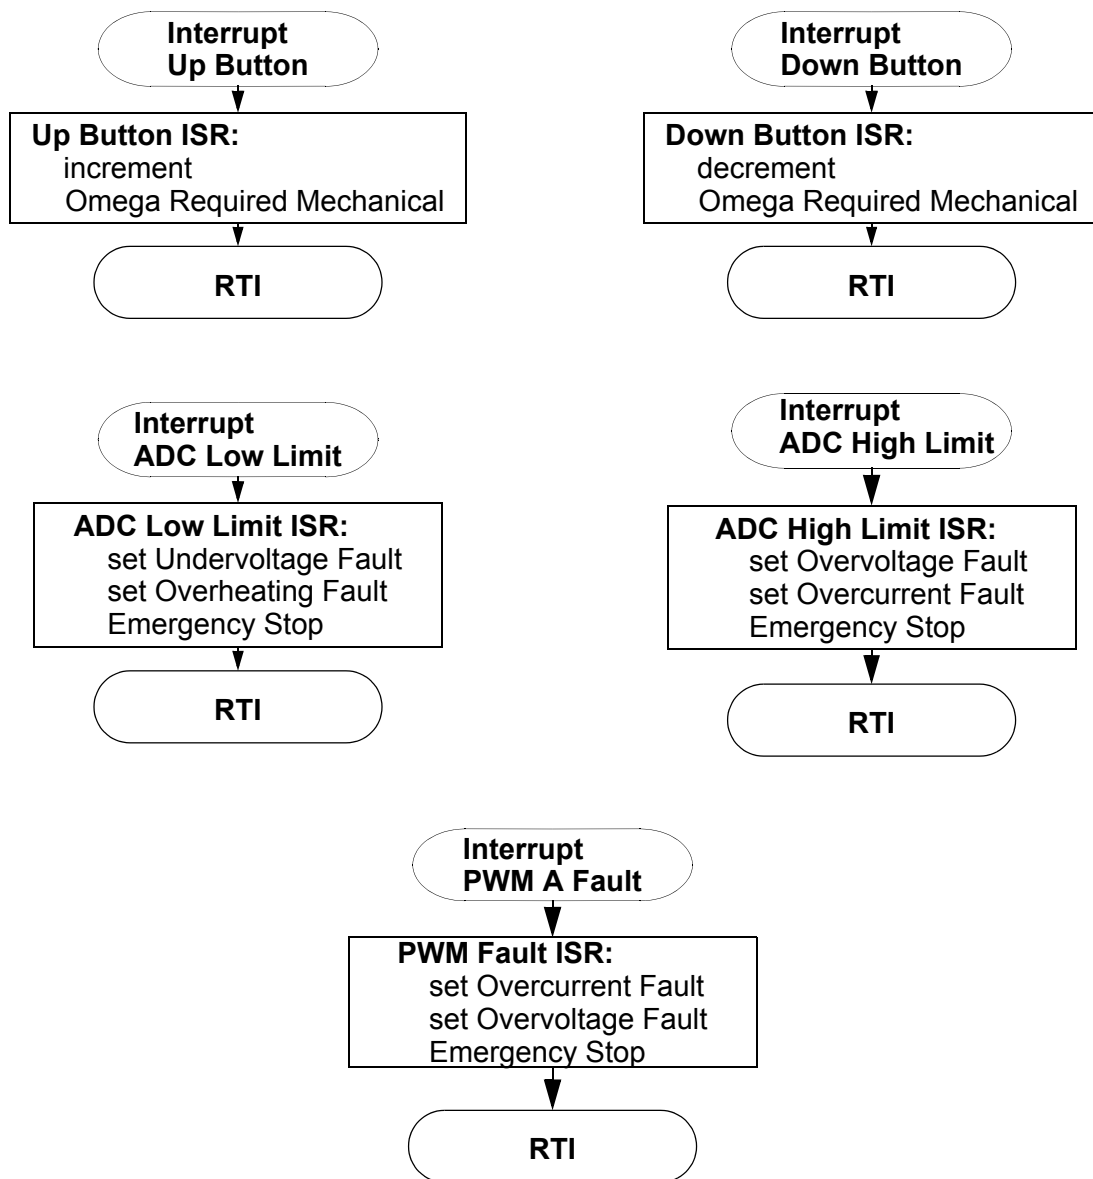 Interrupt
Up Button
Up Button ISR:
increment
Omega Required Mechanical
RTI
Interrupt
Down Button
Down Button ISR:
decrement
Omega Required Mechanical
RTI
Interrupt
ADC Low Limit
ADC Low Limit ISR:
set Undervoltage Fault
set Overheating Fault
Emergency Stop
RTI
Interrupt
ADC High Limit
ADC High Limit ISR:
set Overvoltage Fault
set Overcurrent Fault
Emergency Stop
RTI
Interrupt
PWM A Fault
PWM Fault ISR:
set Overcurrent Fault
set Overvoltage Fault
Emergency Stop
RTI